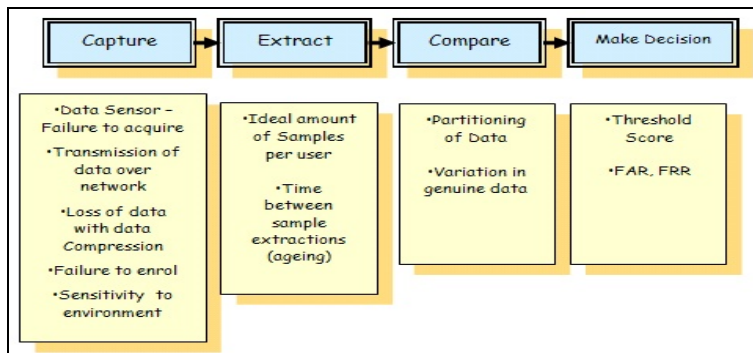 Capture
Extract
Compare
Make Decision
•Data Sensor –
Failure to acquire
•Transmission of
data over
network
•Loss of data
with data
Compression
•Failure to enrol
•Sensitivity to
environment
•Ideal amount
of Samples
per user
•Time
between
sample
extractions
(ageing)
•Partitioning
of Data
•Variation in
genuine data
•Threshold
Score
•FAR, FRR